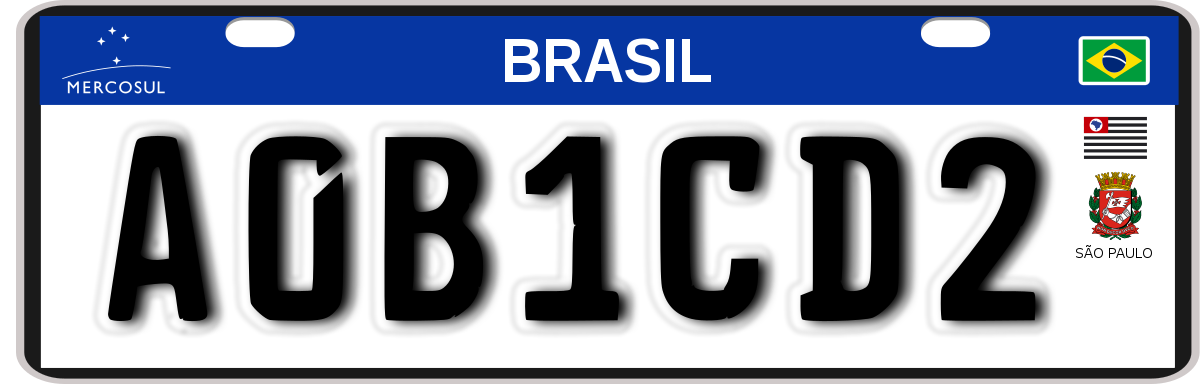 MERCOSUL
BRASIL
A0B1CD2
SÃO PAULO